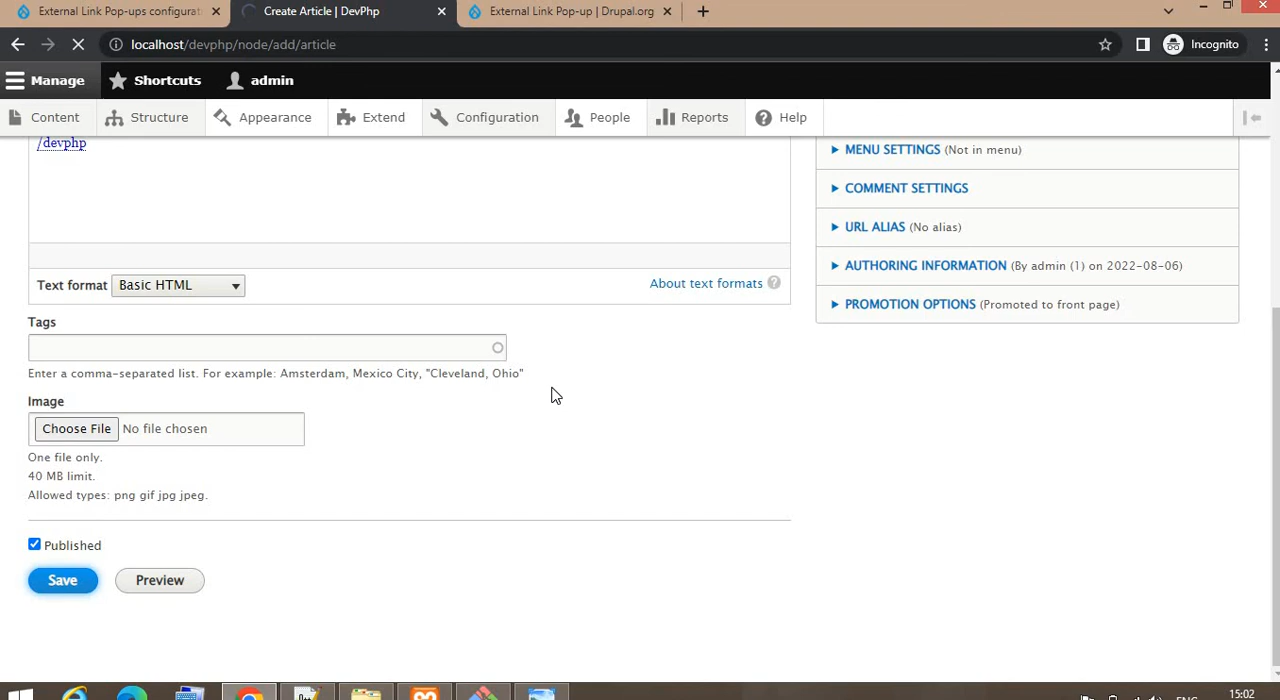 External Link Pop-ups configurat
Create Article | DevPhp
External Link Pop-up | Drupal.org
localhost/devphp/node/add/article
Incognito
Manage
Shortcuts
admin
Content
Structure
Appearance
Extend
Configuration
People
Reports
Help
/devphp
MENU SETTINGS (Not in menu)
COMMENT SETTINGS
URL ALIAS (No alias)
AUTHORING INFORMATION (By admin (1) on 2022-08-06)
PROMOTION OPTIONS (Promoted to front page)
Text format Basic HTML
About text formats ?
Tags
Enter a comma-separated list. For example: Amsterdam, Mexico City, "Cleveland, Ohio"
Image
Choose File No file chosen
One file only.
40 MB limit.
Allowed types: png gif jpg jpeg.
Published
Save
Preview
15:02